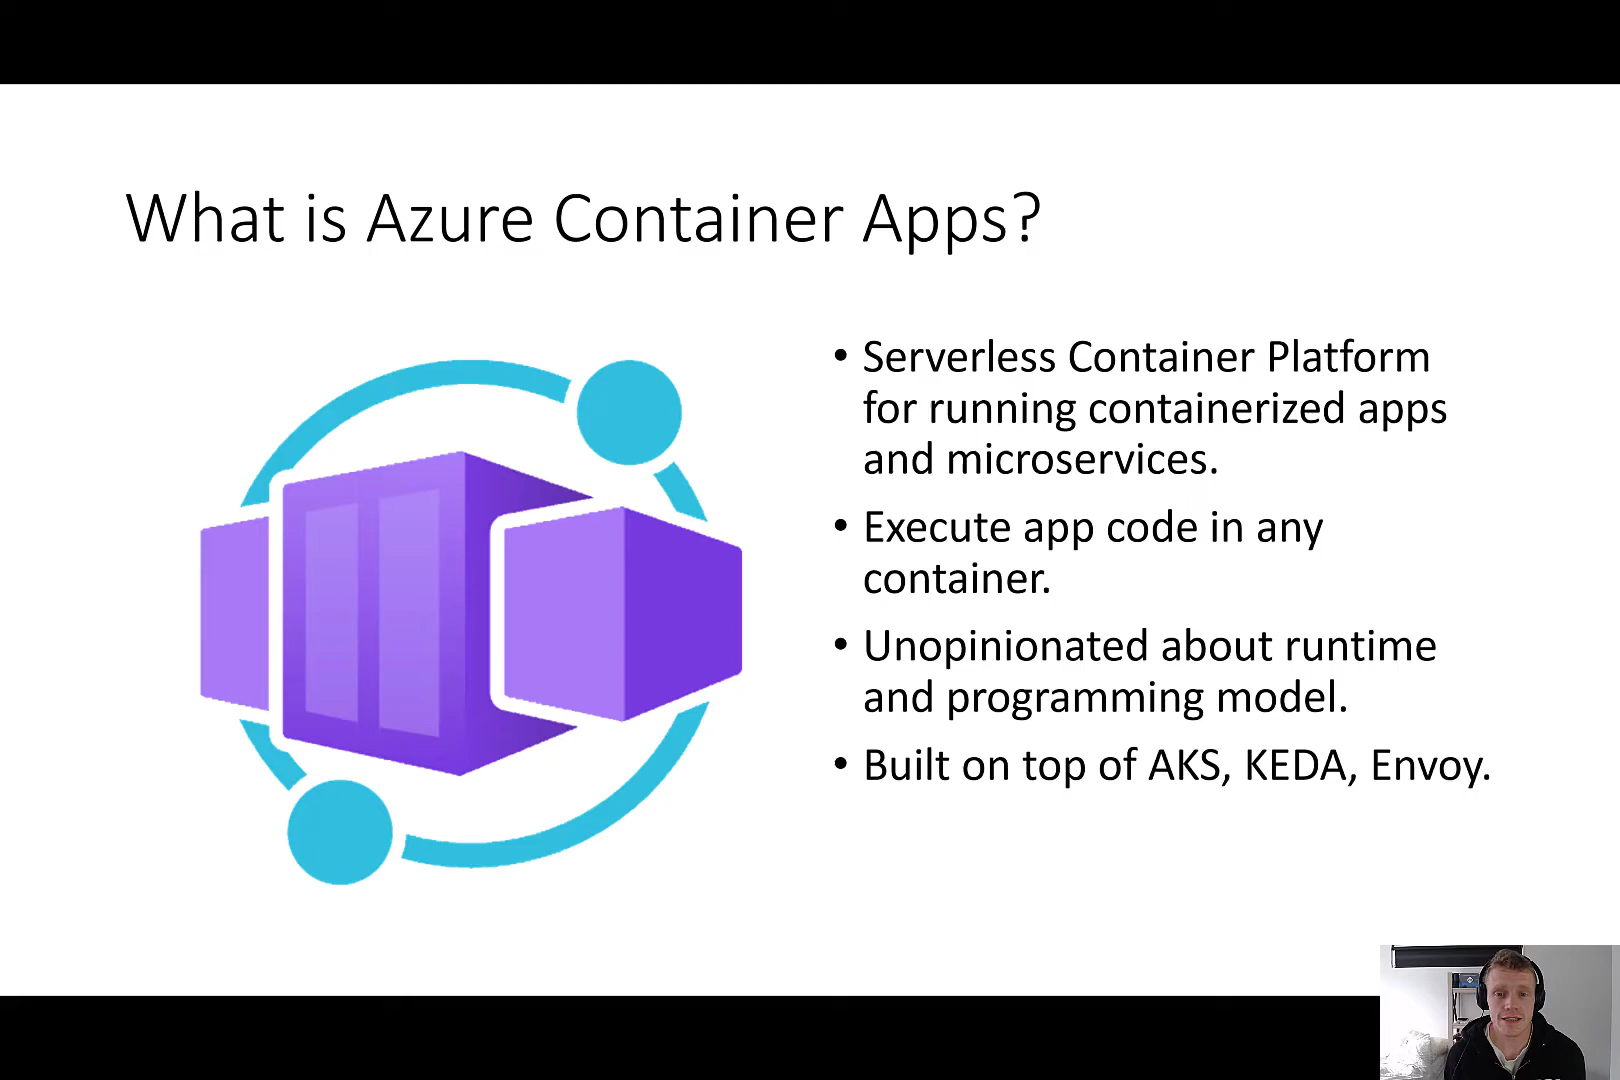 What is Azure Container Apps?
• Serverless Container Platform
for running containerized apps
and microservices.
• Execute app code in any
container.
• Unopinionated about runtime
and programming model.
• Built on top of AKS, KEDA, Envoy.